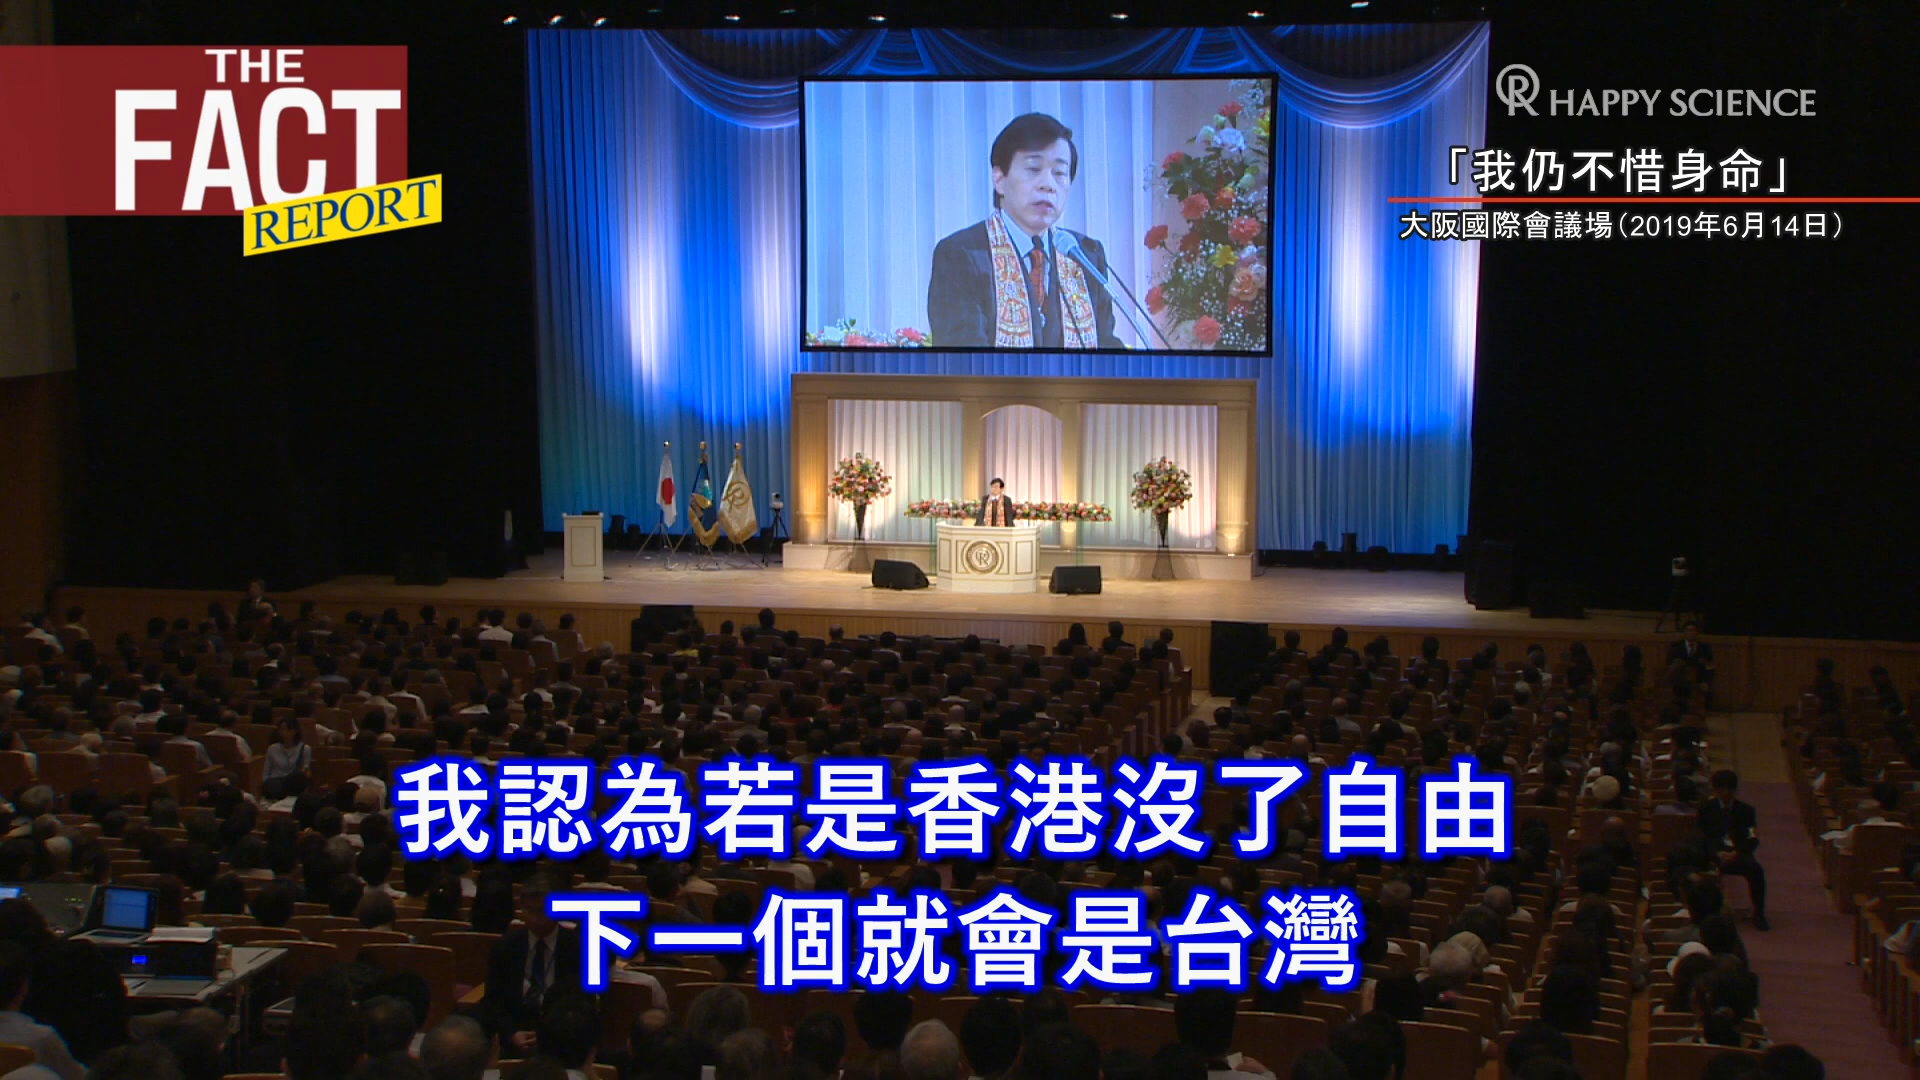 THE
FACT
REPORT
HAPPY SCIENCE
「我仍不惜身命」
大阪國際會議場(2019年6月14日)
我認為若是香港沒了自由
下一個就會是台灣